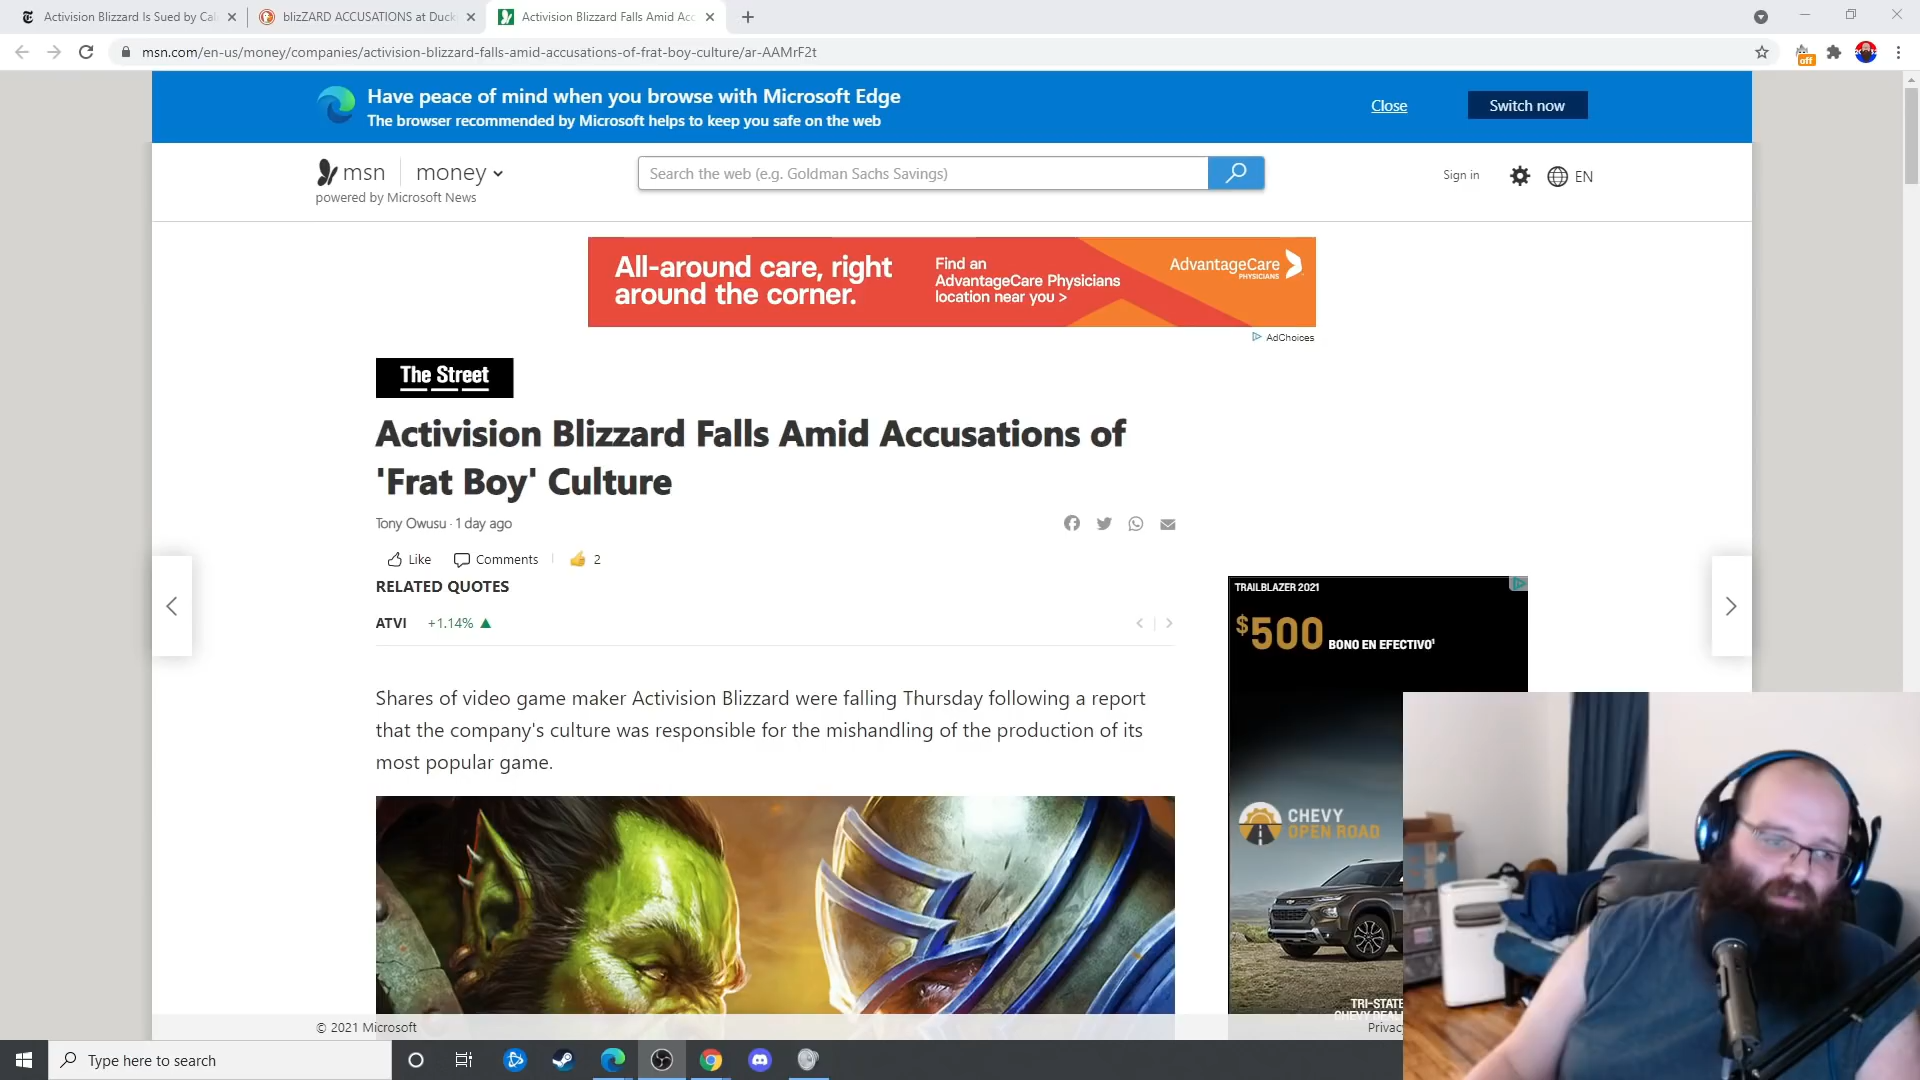 Activision Blizzard Is Sued by Cal
blizZARD ACCUSATIONS at Duck
Activision Blizzard Falls Amid Acc
msn.com/en-us/money/companies/activision-blizzard-falls-amid-accusations-of-frat-boy-culture/ar-AAMrF2t
off
Have peace of mind when you browse with Microsoft Edge
The browser recommended by Microsoft helps to keep you safe on the web
Close
Switch now
msn
money
powered by Microsoft News
Search the web (e.g. Goldman Sachs Savings)
Sign in
EN
All-around care, right
around the corner.
Find an
AdvantageCare Physicians
location near you >
AdvantageCare
PHYSICIANS
AdChoices
The Street
Activision Blizzard Falls Amid Accusations of
'Frat Boy' Culture
Tony Owusu · 1 day ago
Like
Comments
2
RELATED QUOTES
ATVI +1.14% ▲
Shares of video game maker Activision Blizzard were falling Thursday following a report
that the company's culture was responsible for the mishandling of the production of its
most popular game.
TRAILBLAZER 2021
$500 BONO EN EFECTIVO¹
CHEVY
OPEN ROAD
TRI-STATE
© 2021 Microsoft
Privac
Type here to search